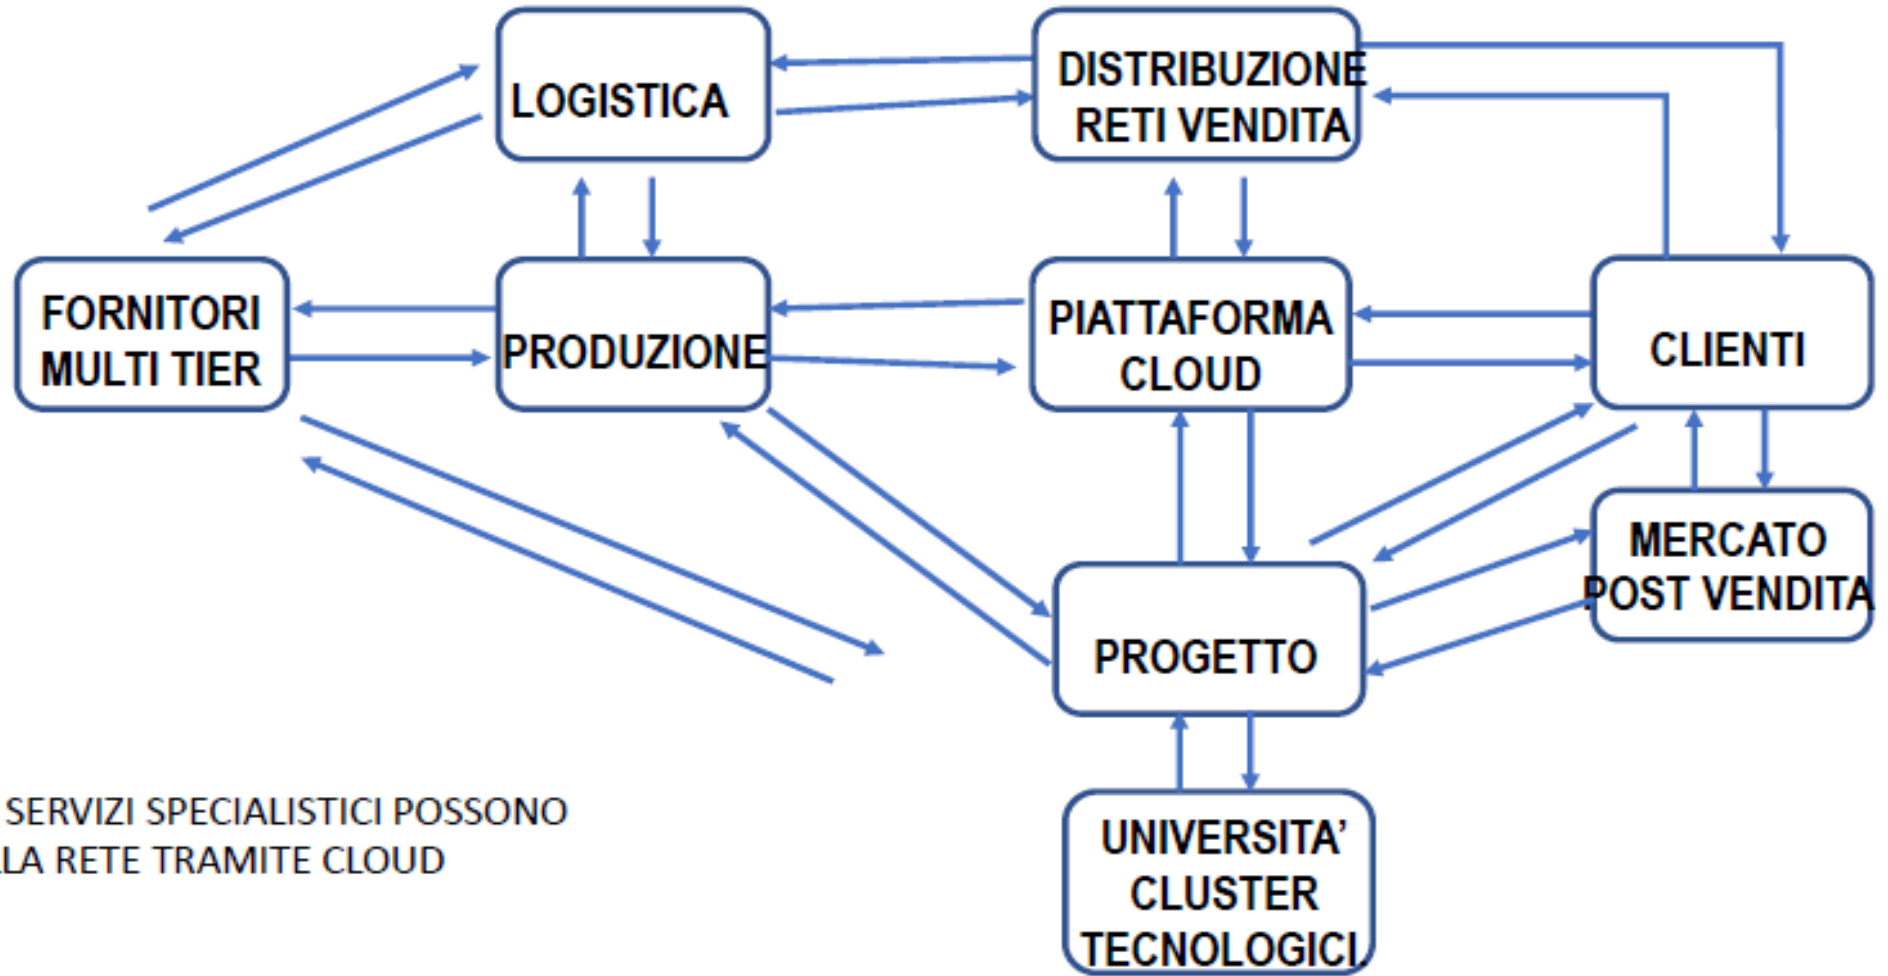 LOGISTICA
DISTRIBUZIONE
RETI VENDITA
FORNITORI
MULTI TIER
PRODUZIONE
PIATTAFORMA
CLOUD
CLIENTI
MERCATO
POST VENDITA
PROGETTO
UNIVERSITA’
CLUSTER
TECNOLOGICI.
SERVIZI SPECIALISTICI POSSONO
RETE TRAMITE CLOUD